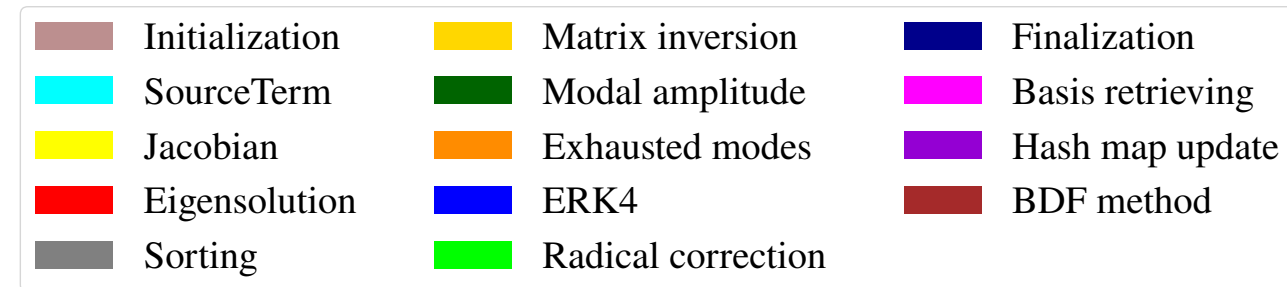 Initialization
SourceTerm
Jacobian
Eigensolution
Sorting
Matrix inversion
Modal amplitude
Exhausted modes
ERK4
Radical correction
Finalization
Basis retrieving
Hash map update
BDF method